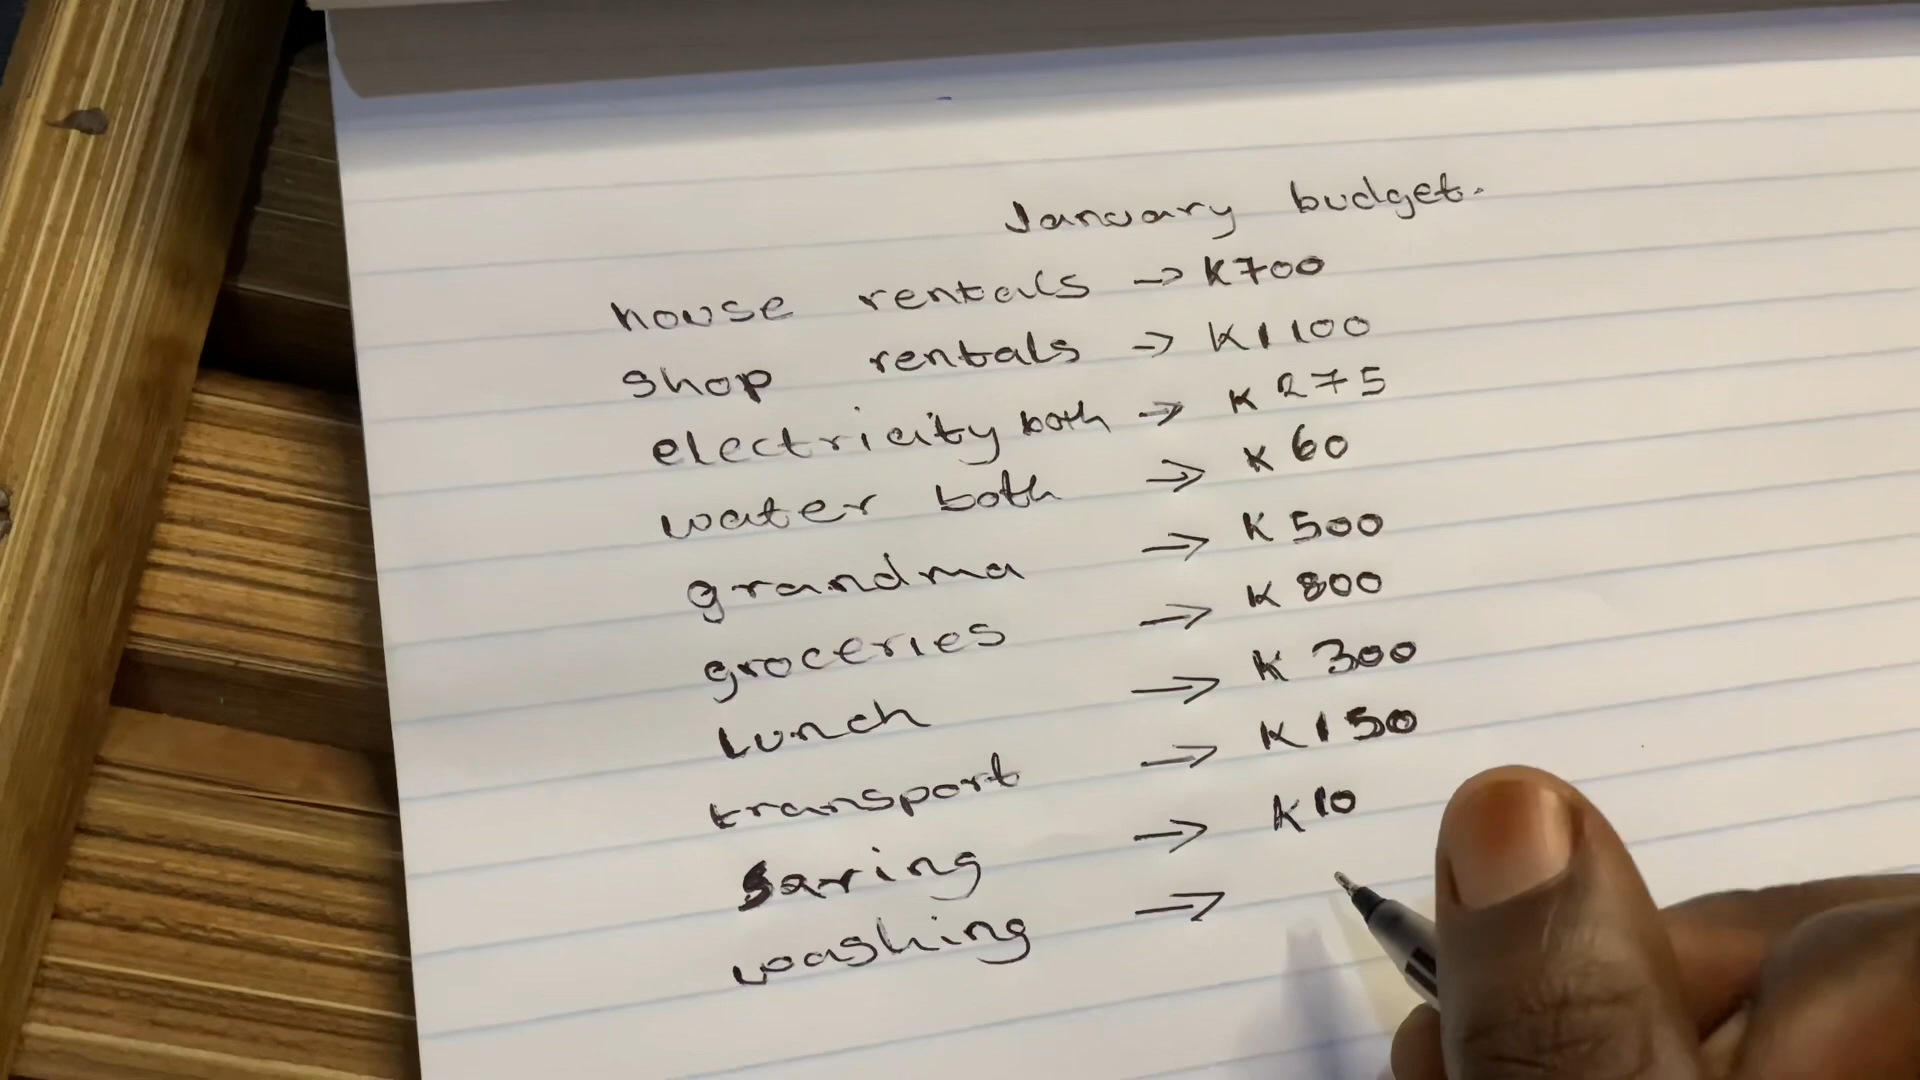 January budget.
house rentals → K700
shop rentals → K1100
electricity both → K275
water both → K60
grandma → K500
groceries → K800
lunch → K300
transport → K150
saving → K10
washing →